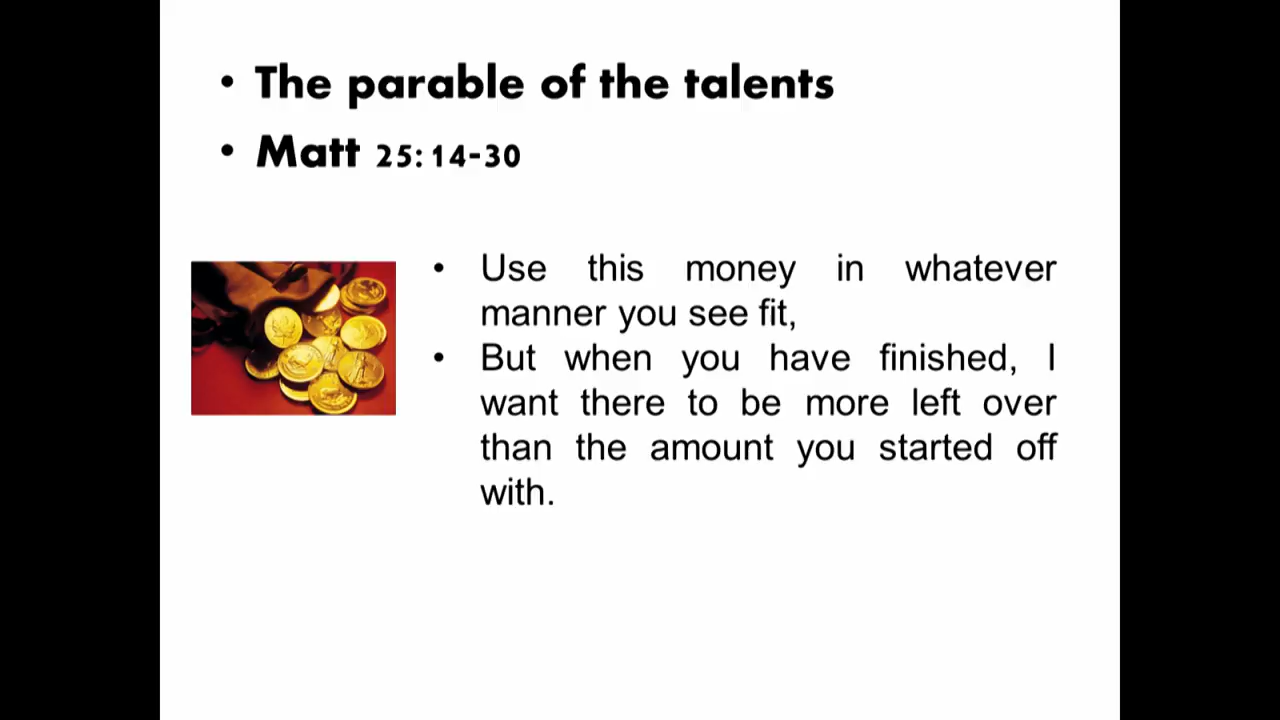 • The parable of the talents
• Matt 25:14-30
• Use this money in whatever
manner you see fit,
• But when you have finished, I
want there to be more left over
than the amount you started off
with.